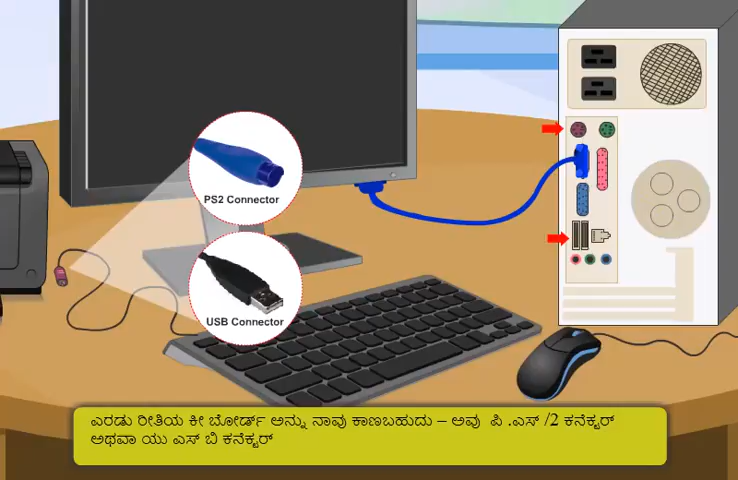 PS2 Connector
USB Connector
ಎರಡು ರೀತಿಯ ಕೀ ಬೋರ್ಡ್ ಅನ್ನು ನಾವು ಕಾಣಬಹುದು – ಅವು ಪಿ .ಎಸ್ /2 ಕನೆಕ್ಟರ್
ಅಥವಾ ಯು ಎಸ್ ಬಿ ಕನೆಕ್ಟರ್